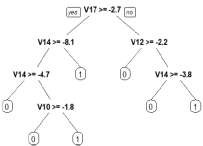 yes V17 >= -2.7 no
V14 >= -8.1 V12 >= -2.2
V14 >= -4.7 1 0 V14 >= -3.8
0 V10 >= -1.8 0 1
0 1